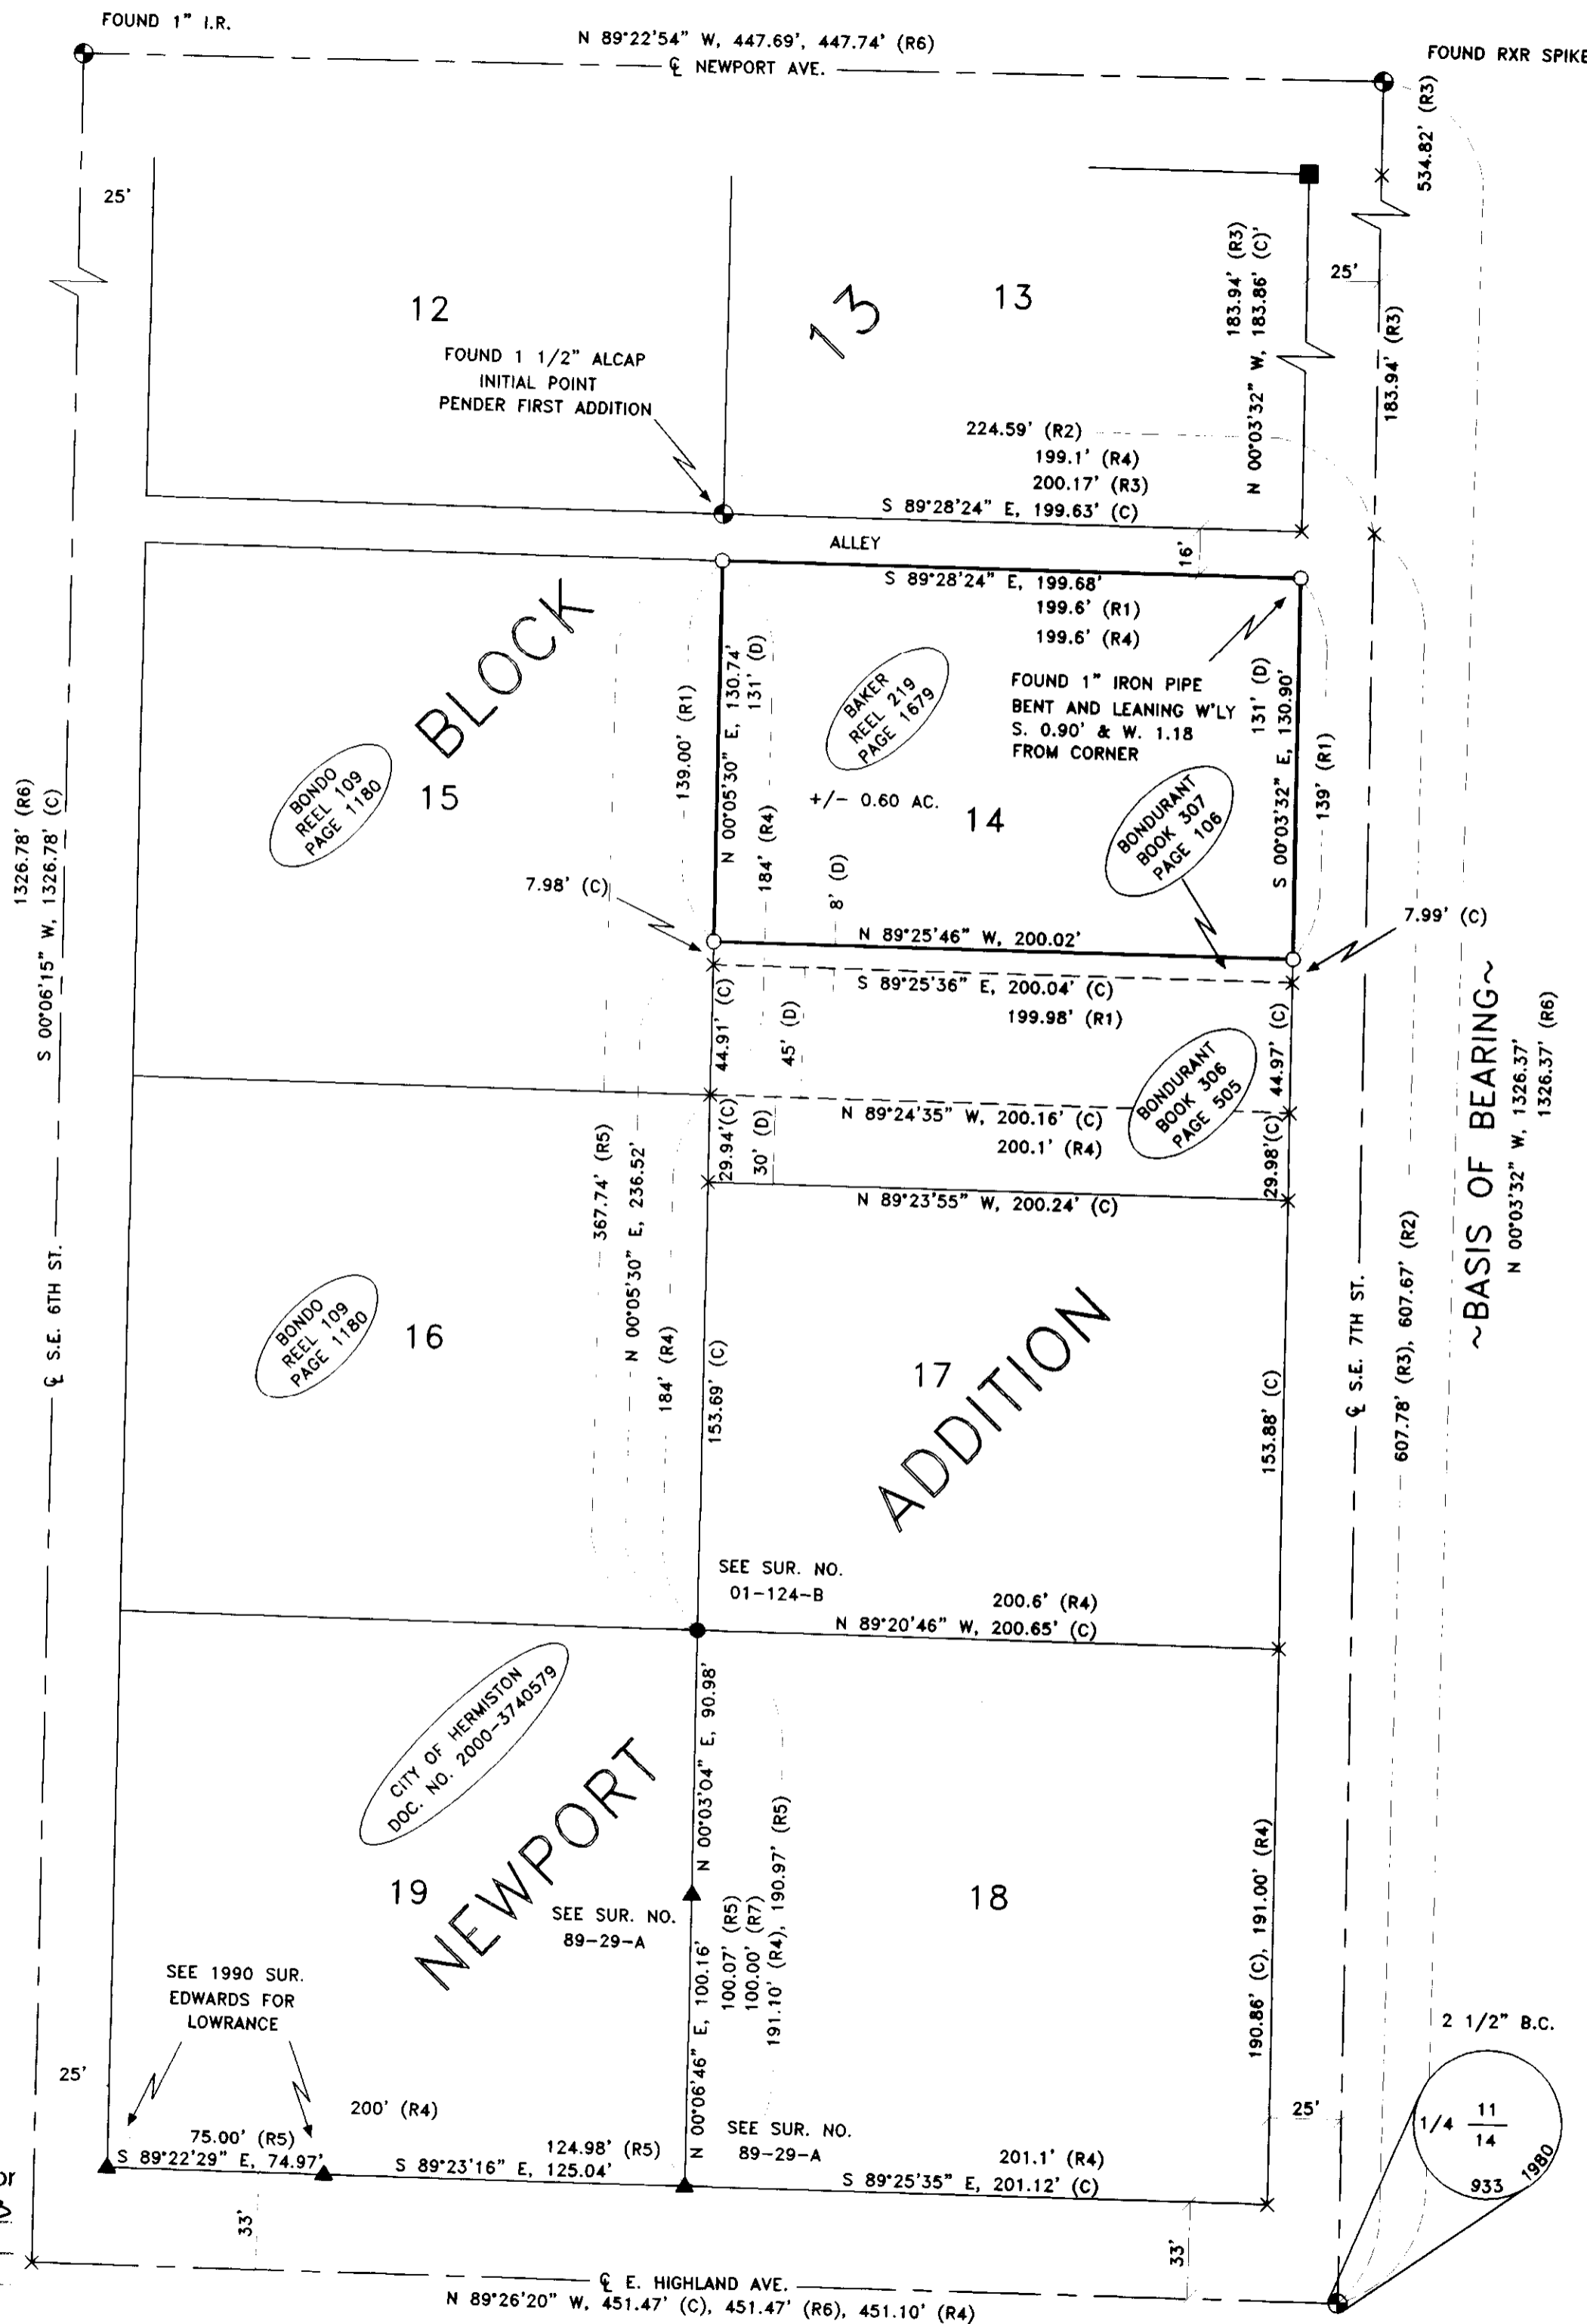 FOUND 1" I.R.
N 89°22'54" W, 447.69', 447.74' (R6)
℄ NEWPORT AVE.
FOUND RXR SPIKE
534.82' (R3)
25'
12
13
13
183.94' (R3)
N 00°03'32" W, 183.86' (C)'
25'
183.94' (R3)
FOUND 1 1/2" ALCAP
INITIAL POINT
PENDER FIRST ADDITION
224.59' (R2)
199.1' (R4)
200.17' (R3)
S 89°28'24" E, 199.63' (C)
ALLEY
16'
S 89°28'24" E, 199.68'
199.6' (R1)
199.6' (R4)
BLOCK
139.00' (R1)
N 00°05'30" E, 130.74'
131' (D)
184' (R4)
BAKER
REEL 219
PAGE 1679
FOUND 1" IRON PIPE
BENT AND LEANING W'LY
S. 0.90' & W. 1.18
FROM CORNER
131' (D)
S 00°03'32" E, 130.90'
139' (R1)
BONDO
REEL 109
PAGE 1180
15
+/- 0.60 AC.
14
BONDURANT
BOOK 307
PAGE 106
1326.78' (R6)
S 00°06'15" W, 1326.78' (C)
7.98' (C)
8' (D)
7.99' (C)
N 89°25'46" W, 200.02'
S 89°25'36" E, 200.04' (C)
199.98' (R1)
44.91' (C)
45' (D)
44.97' (C)
BONDURANT
BOOK 306
PAGE 505
~BASIS OF BEARING~
N 00°03'32" W, 1326.37'
1326.37' (R6)
N 89°24'35" W, 200.16' (C)
200.1' (R4)
29.94'(C)
30' (D)
29.98'(C)
N 89°23'55" W, 200.24' (C)
367.74' (R5)
N 00°05'30" E, 236.52'
184' (R4)
℄ S.E. 6TH ST.
BONDO
REEL 109
PAGE 1180
16
153.69' (C)
17
ADDITION
153.88' (C)
℄ S.E. 7TH ST.
607.78' (R3), 607.67' (R2)
SEE SUR. NO.
01-124-B
200.6' (R4)
N 89°20'46" W, 200.65' (C)
CITY OF HERMISTON
DOC. NO. 2000-3740579
N 00°03'04" E, 90.98'
NEWPORT
19
SEE SUR. NO.
89-29-A
18
N 00°06'46" E, 100.16'
100.07' (R5)
100.00' (R7)
191.10' (R4), 190.97' (R5)
190.86' (C), 191.00' (R4)
SEE 1990 SUR.
EDWARDS FOR
LOWRANCE
25'
200' (R4)
75.00' (R5)
S 89°22'29" E, 74.97'
124.98' (R5)
S 89°23'16" E, 125.04'
SEE SUR. NO.
89-29-A
201.1' (R4)
S 89°25'35" E, 201.12' (C)
25'
2 1/2" B.C.
1/4 11
14
933 1980
or
33'
33'
℄ E. HIGHLAND AVE.
N 89°26'20" W, 451.47' (C), 451.47' (R6), 451.10' (R4)